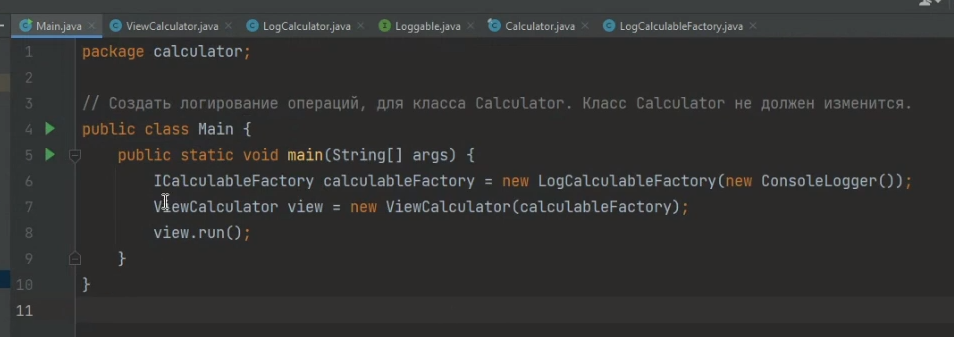 Main.java ViewCalculator.java LogCalculator.java Loggable.java Calculator.java LogCalculableFactory.java
1 package calculator;
2
3 // Создать логирование операций, для класса Calculator. Класс Calculator не должен изменится.
4 public class Main {
5 public static void main(String[] args) {
6 ICalculableFactory calculableFactory = new LogCalculableFactory(new ConsoleLogger());
7 ViewCalculator view = new ViewCalculator(calculableFactory);
8 view.run();
9 }
10 }
11